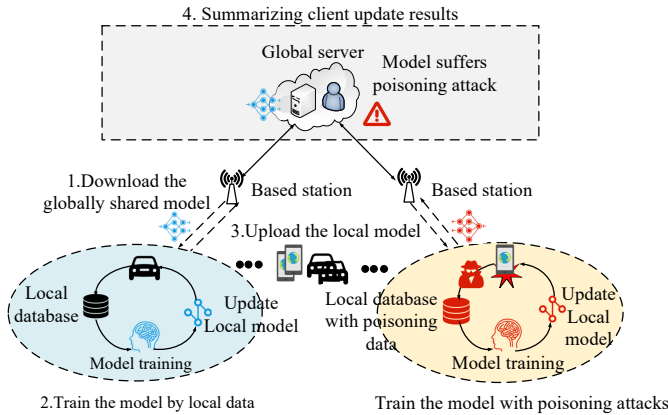 4. Summarizing client update results
Global server
Model suffers
poisoning attack
1.Download the
globally shared model
Based station
Based station
3.Upload the local model
Local
database
Update
Local model
Model training
Local database
with poisoning
data
Update
Local
model
Model training
2.Train the model by local data
Train the model with poisoning attacks